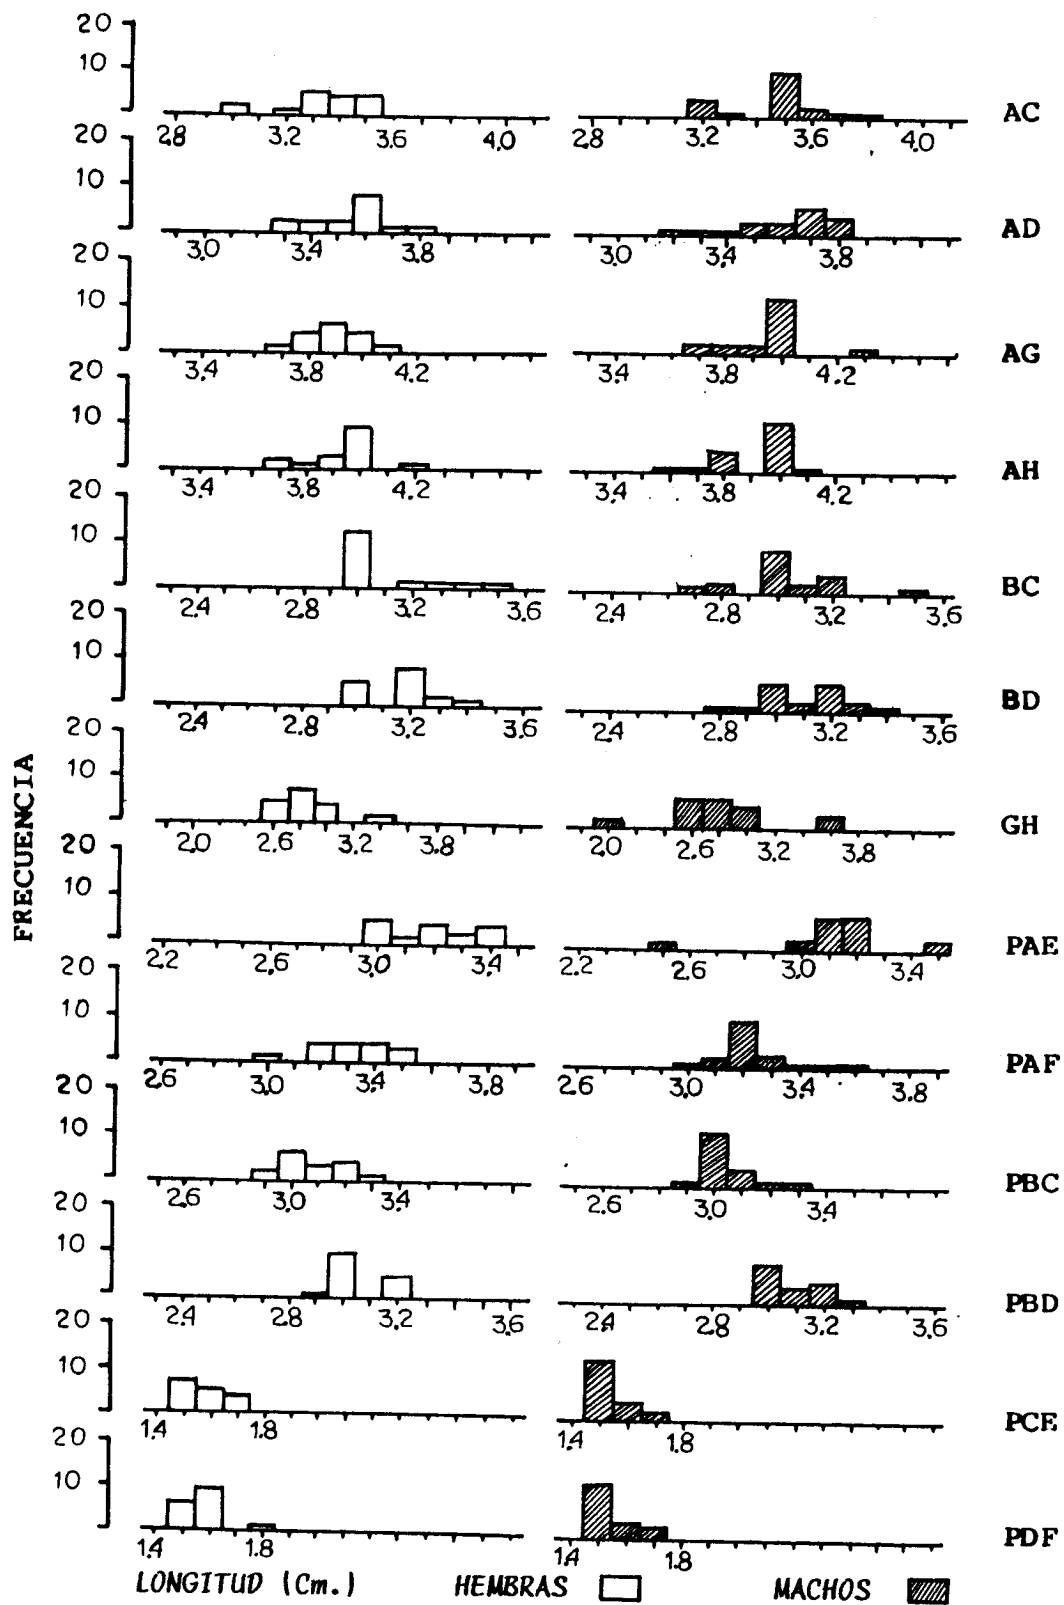 20
10
2.8 3.2 3.6 4.0 2.8 3.2 3.6 4.0 AC
20
10
3.0 3.4 3.8 3.0 3.4 3.8 AD
20
10
3.4 3.8 4.2 3.4 3.8 4.2 AG
20
10
3.4 3.8 4.2 3.4 3.8 4.2 AH
20
10
2.4 2.8 3.2 3.6 2.4 2.8 3.2 3.6 BC
20
10
2.4 2.8 3.2 3.6 2.4 2.8 3.2 3.6 BD
20
10
2.0 2.6 3.2 3.8 2.0 2.6 3.2 3.8 GH
FRECUENCIA
20
10
2.2 2.6 3.0 3.4 2.2 2.6 3.0 3.4 PAE
20
10
2.6 3.0 3.4 3.8 2.6 3.0 3.4 3.8 PAF
20
10
2.6 3.0 3.4 2.6 3.0 3.4 PBC
20
10
2.4 2.8 3.2 3.6 2.4 2.8 3.2 3.6 PBD
20
10
1.4 1.8 1.4 1.8 PCE
20
10
1.4 1.8 1.4 1.8 PDF
LONGITUD (Cm.) HEMBRAS MACHOS